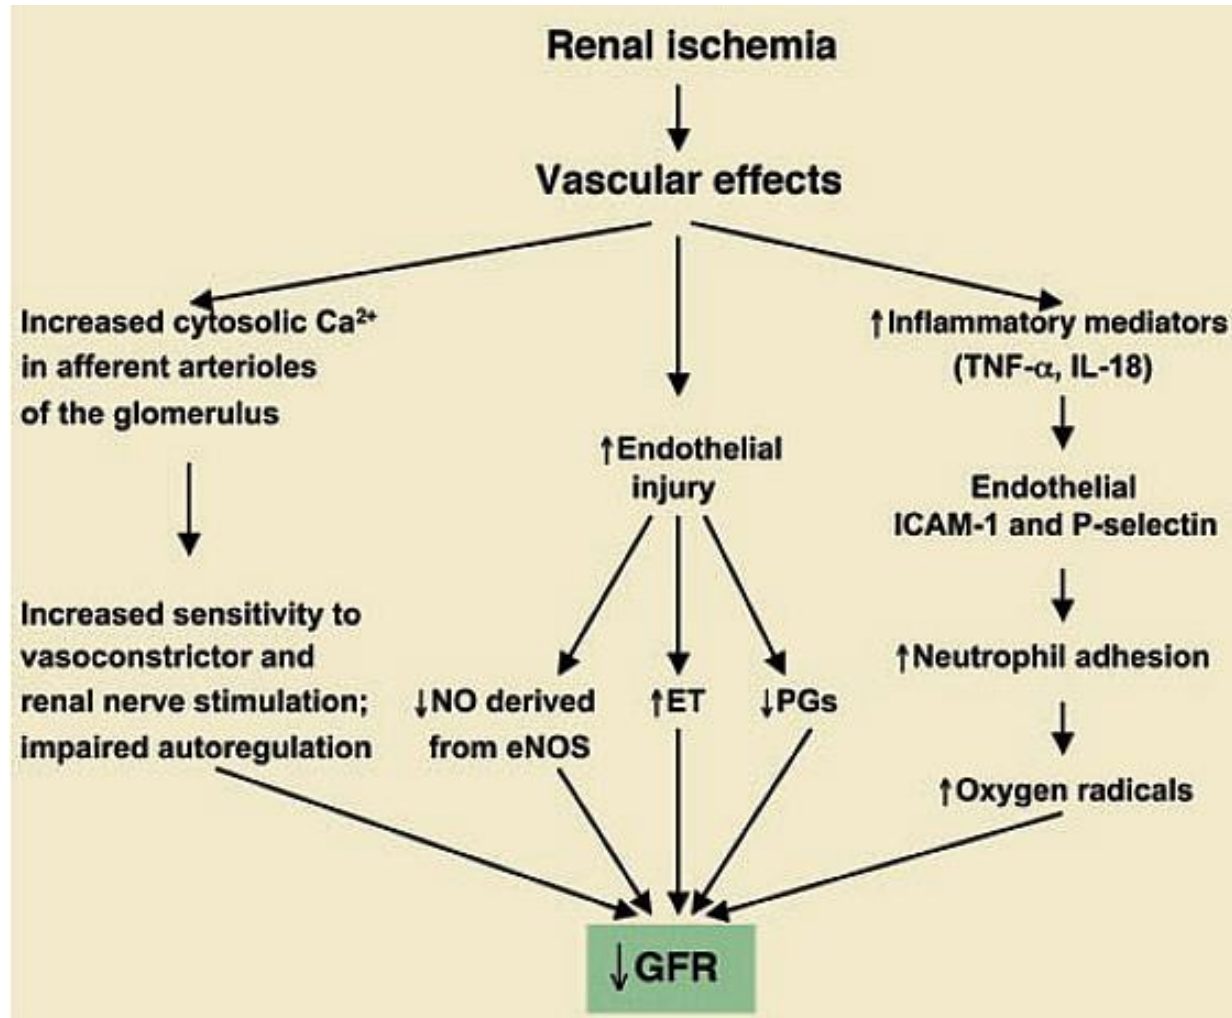 Renal ischemia
Vascular effects
Increased cytosolic Ca²⁺
in afferent arterioles
of the glomerulus
↑Inflammatory mediators
(TNF-α, IL-18)
↑Endothelial
injury
Endothelial
ICAM-1 and P-selectin
Increased sensitivity to
vasoconstrictor and
renal nerve stimulation;
impaired autoregulation
↓NO derived
from eNOS
↑ET
↓PGs
↑Neutrophil adhesion
↑Oxygen radicals
↓GFR